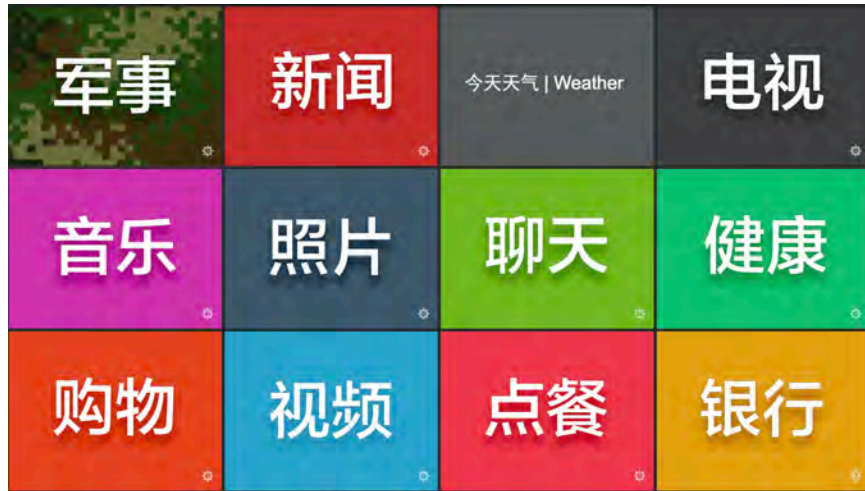 军事
新闻
今天天气 | Weather
电视
音乐
照片
聊天
健康
购物
视频
点餐
银行